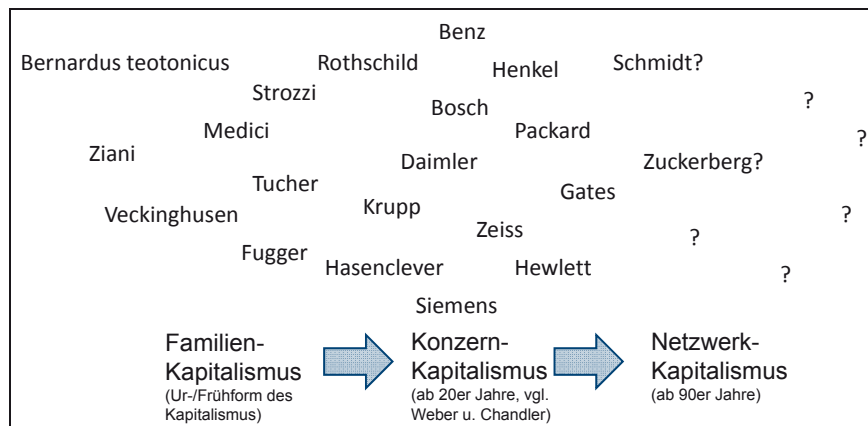 Benz
Bernardus teotonicus Rothschild Henkel Schmidt?
Strozzi Bosch ?
Medici Packard ?
Ziani Daimler Zuckerberg?
Tucher Krupp Gates
Veckinghusen Zeiss ? ?
Fugger Hasenclever Hewlett ?
Siemens
Familien-
Kapitalismus
(Ur-/Frühform des
Kapitalismus)
Konzern-
Kapitalismus
(ab 20er Jahre, vgl.
Weber u. Chandler)
Netzwerk-
Kapitalismus
(ab 90er Jahre)